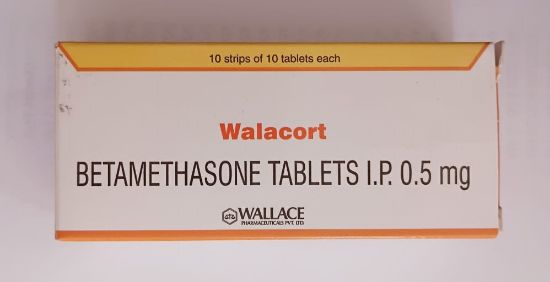 10 strips of 10 tablets each
Walacort
BETAMETHASONE TABLETS I.P. 0.5 mg
WALLACE
PHARMACEUTICALS PVT. LTD.